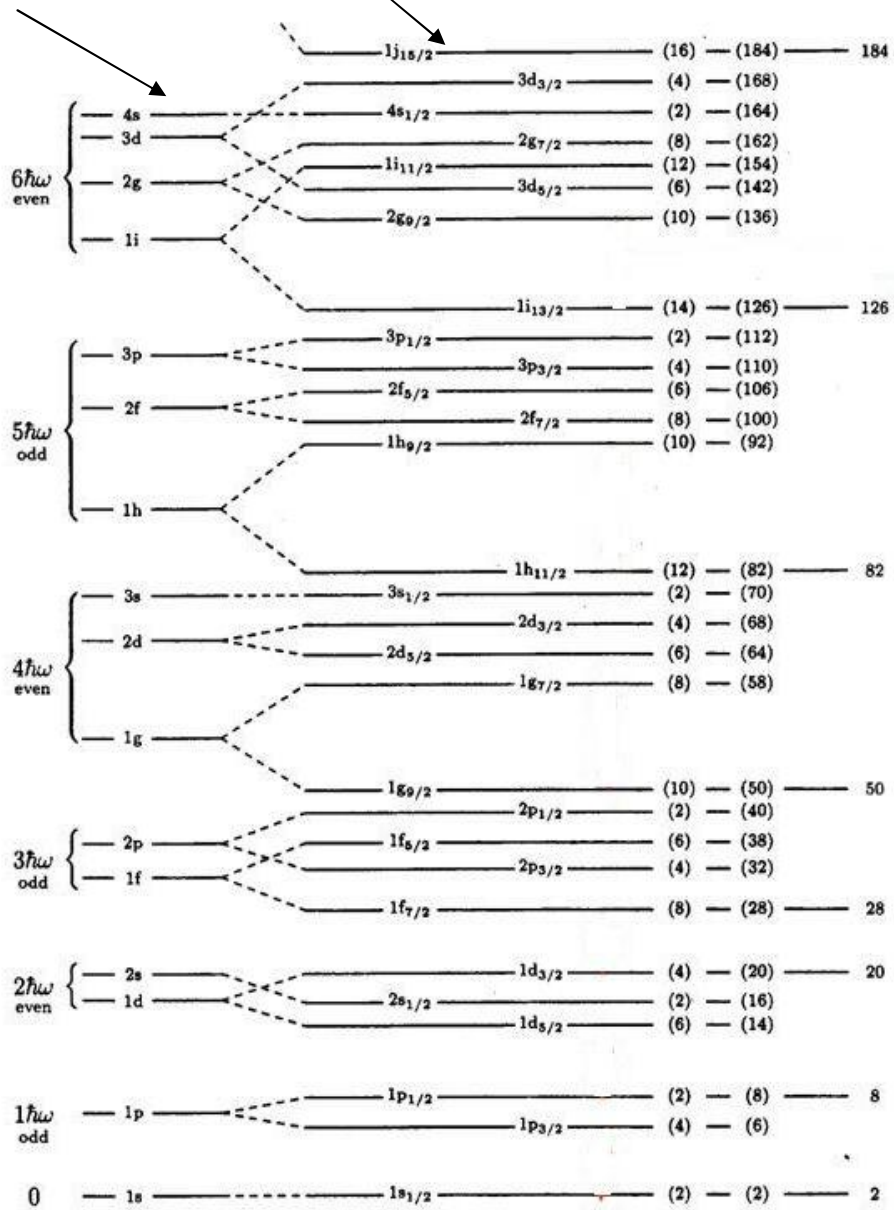 1j15/2 (16) (184) 184
3d3/2 (4) (168)
4s 4s1/2 (2) (164)
3d
2g7/2 (8) (162)
1i11/2 (12) (154)
6ħω 2g 3d5/2 (6) (142)
even
2g9/2 (10) (136)
1i
1i13/2 (14) (126) 126
3p1/2 (2) (112)
3p 3p3/2 (4) (110)
2f5/2 (6) (106)
2f 2f7/2 (8) (100)
5ħω 1h9/2 (10) (92)
odd
1h
1h11/2 (12) (82) 82
3s 3s1/2 (2) (70)
2d3/2 (4) (68)
2d 2d5/2 (6) (64)
4ħω 1g7/2 (8) (58)
even
1g
1g9/2 (10) (50) 50
2p1/2 (2) (40)
2p 1f5/2 (6) (38)
3ħω 2p3/2 (4) (32)
odd 1f
1f7/2 (8) (28) 28
2s 1d3/2 (4) (20) 20
2ħω 1d 2s1/2 (2) (16)
even
1d5/2 (6) (14)
1p1/2 (2) (8) 8
1ħω 1p
odd
1p3/2 (4) (6)
0 1s 1s1/2 (2) (2) 2